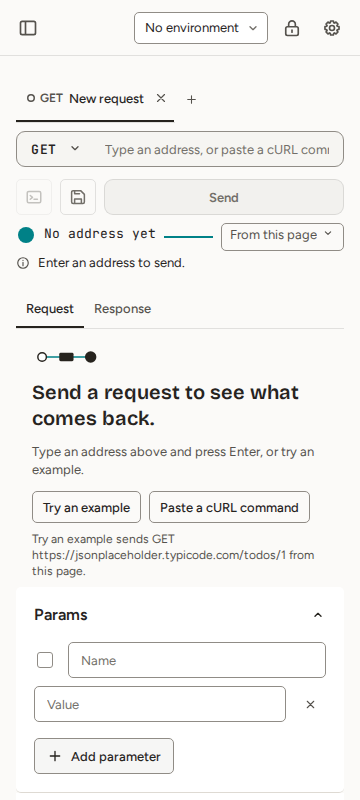 No environment
GET New request
GET
Type an address, or paste a cURL comm
Send
No address yet
From this page
Enter an address to send.
Request
Response
Send a request to see what
comes back.
Type an address above and press Enter, or try an
example.
Try an example
Paste a cURL command
Try an example sends GET
https://jsonplaceholder.typicode.com/todos/1 from
this page.
Params
Name
Value
Add parameter